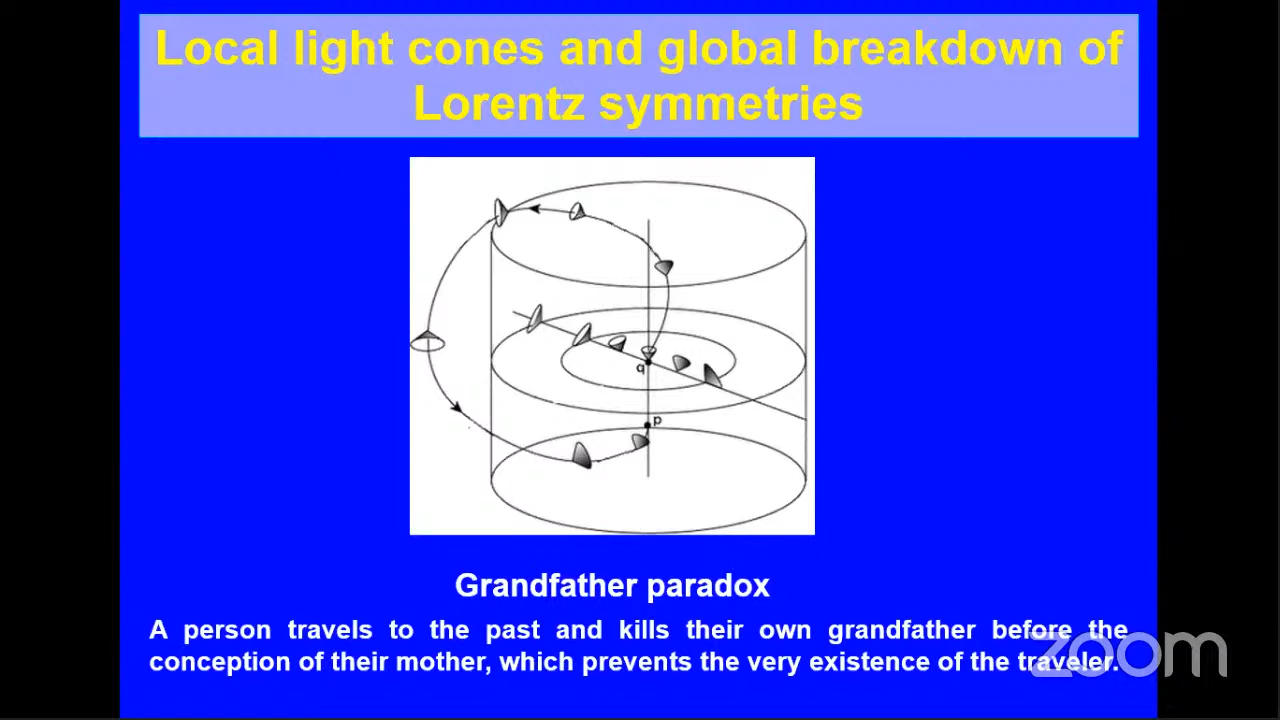 Local light cones and global breakdown of
Lorentz symmetries
q
p
Grandfather paradox
A person travels to the past and kills their own grandfather before the
conception of their mother, which prevents the very existence of the traveler.
zoom